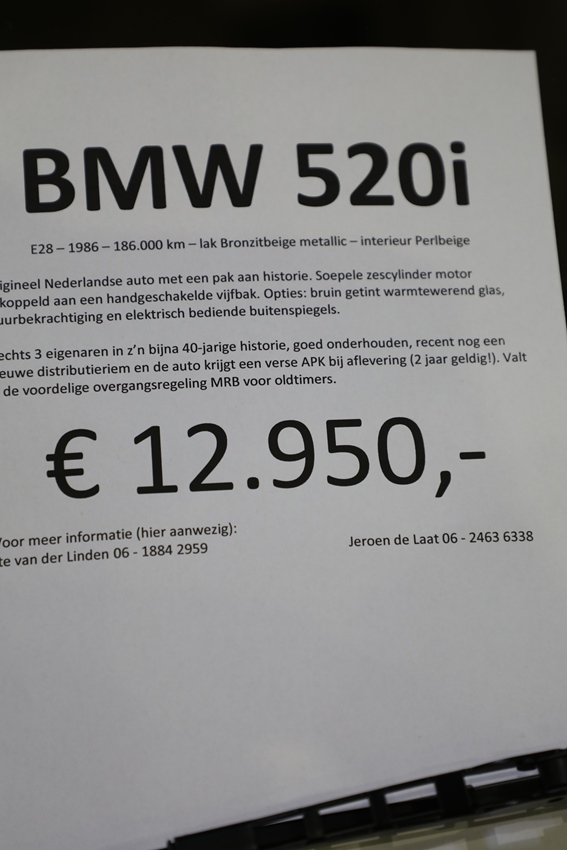 BMW 520i
E28 – 1986 – 186.000 km – lak Bronzitbeige metallic – interieur Perlbeige
igineel Nederlandse auto met een pak aan historie. Soepele zescylinder motor
koppeld aan een handgeschakelde vijfbak. Opties: bruin getint warmtewerend glas,
uurbekrachtiging en elektrisch bediende buitenspiegels.
echts 3 eigenaren in z'n bijna 40-jarige historie, goed onderhouden, recent nog een
euwe distributieriem en de auto krijgt een verse APK bij aflevering (2 jaar geldig!). Valt
de voordelige overgangsregeling MRB voor oldtimers.
€ 12.950,-
Voor meer informatie (hier aanwezig):
te van der Linden 06 - 1884 2959
Jeroen de Laat 06 - 2463 6338